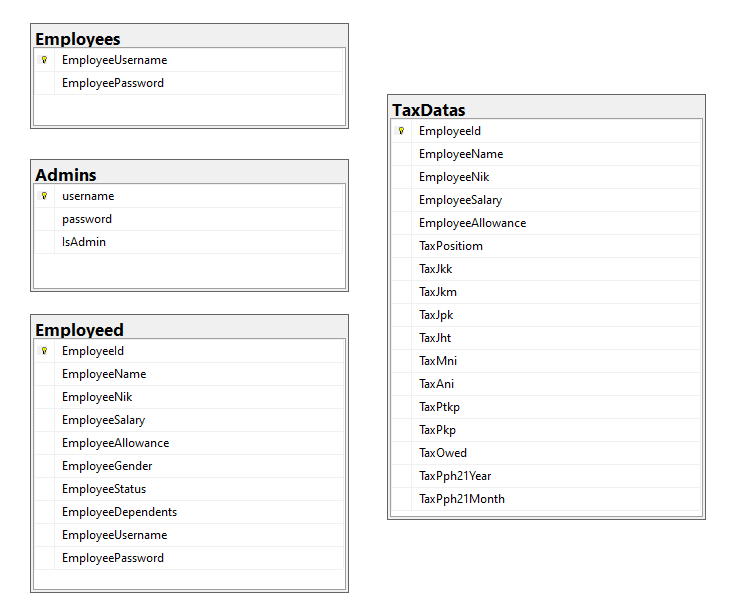 Employees
EmployeeUsername
EmployeePassword
Admins
username
password
IsAdmin
Employeed
EmployeeId
EmployeeName
EmployeeNik
EmployeeSalary
EmployeeAllowance
EmployeeGender
EmployeeStatus
EmployeeDependents
EmployeeUsername
EmployeePassword
TaxDatas
EmployeeId
EmployeeName
EmployeeNik
EmployeeSalary
EmployeeAllowance
TaxPositiom
TaxJkk
TaxJkm
TaxJpk
TaxJht
TaxMni
TaxAni
TaxPtkp
TaxPkp
TaxOwed
TaxPph21Year
TaxPph21Month